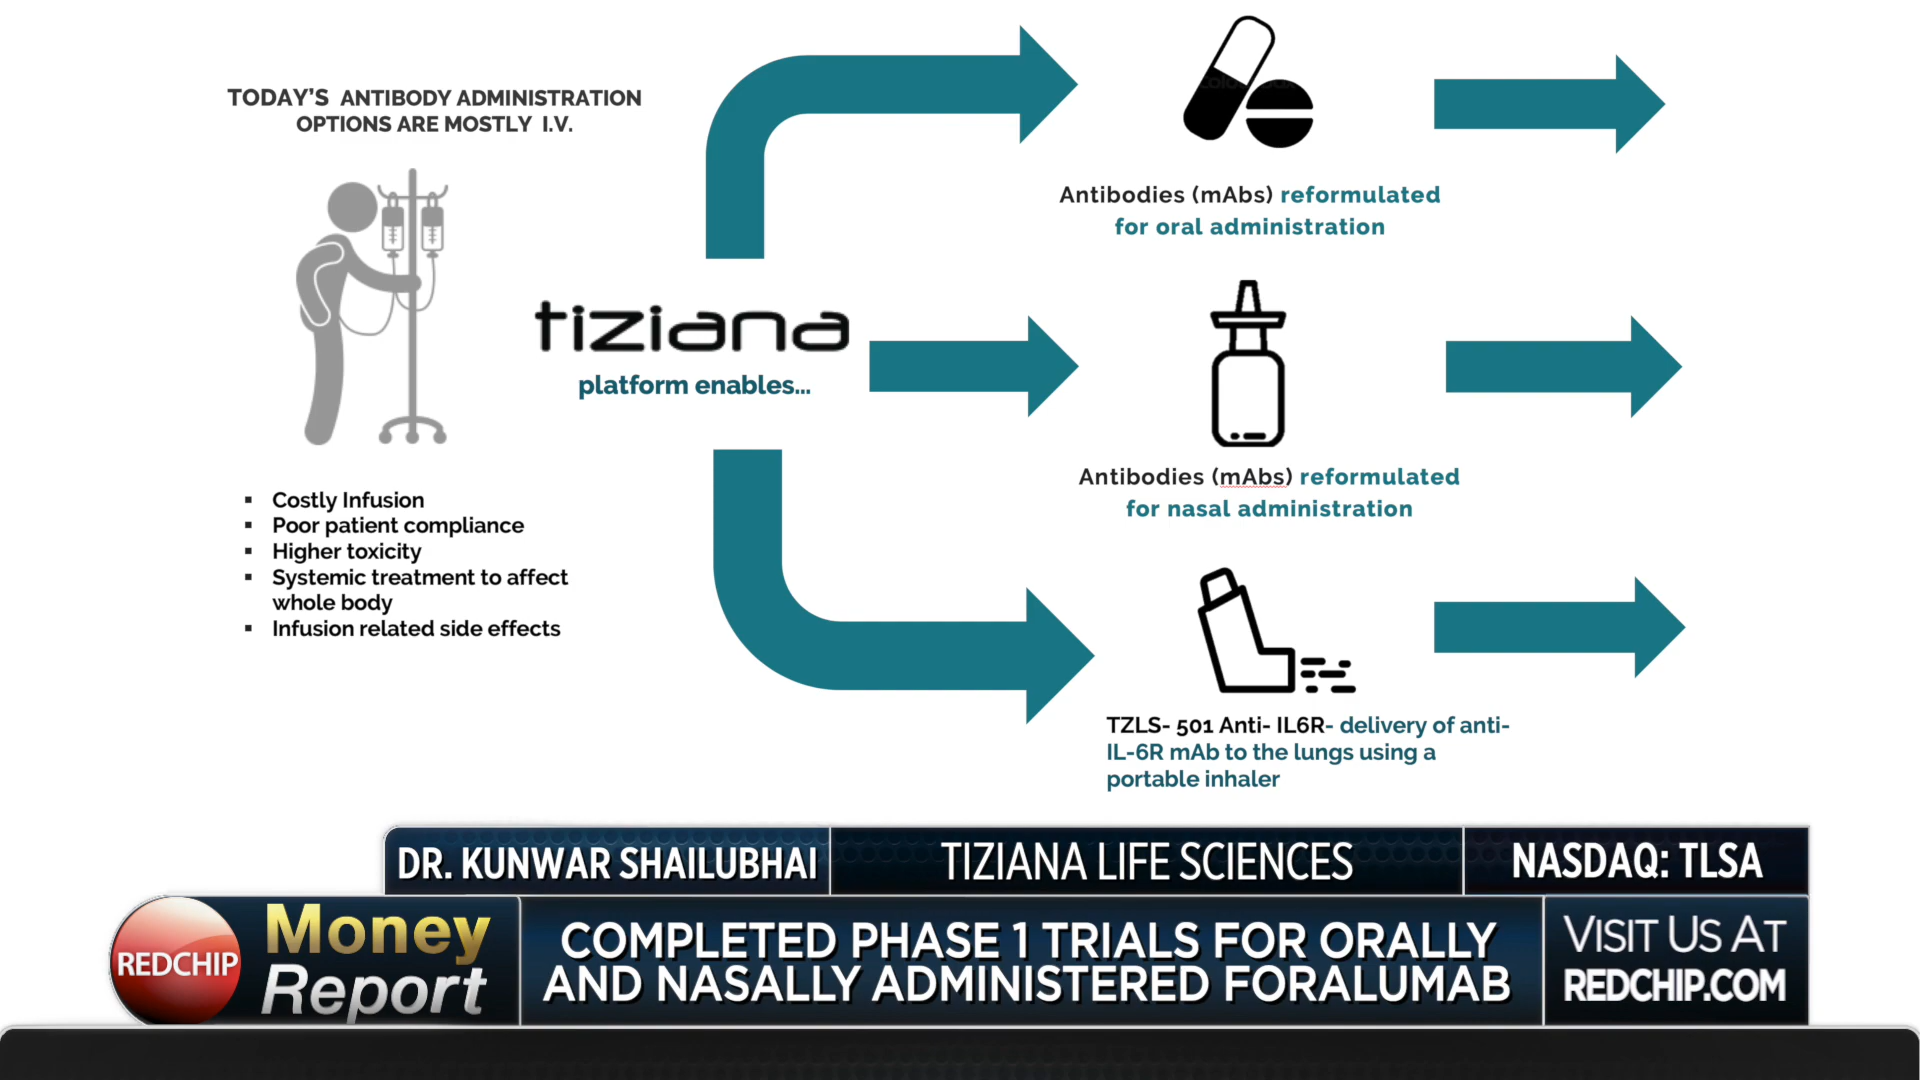 TODAY'S ANTIBODY ADMINISTRATION
OPTIONS ARE MOSTLY I.V.
▪ Costly Infusion
▪ Poor patient compliance
▪ Higher toxicity
▪ Systemic treatment to affect
whole body
▪ Infusion related side effects
tiziana
platform enables...
Antibodies (mAbs) reformulated
for oral administration
Antibodies (mAbs) reformulated
for nasal administration
TZLS- 501 Anti- IL6R- delivery of anti-
IL-6R mAb to the lungs using a
portable inhaler
DR. KUNWAR SHAILUBHAI
TIZIANA LIFE SCIENCES
NASDAQ: TLSA
REDCHIP
Money
Report
COMPLETED PHASE 1 TRIALS FOR ORALLY
AND NASALLY ADMINISTERED FORALUMAB
VISIT US AT
REDCHIP.COM